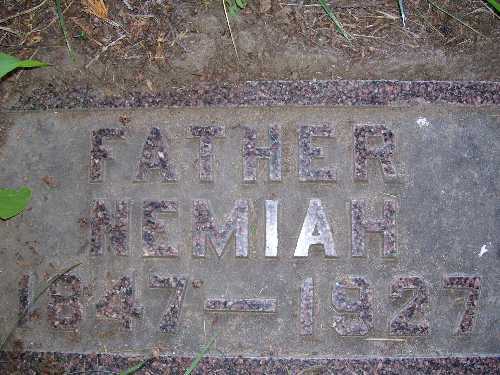 FATHER
NEMIAH
1847 — 1927